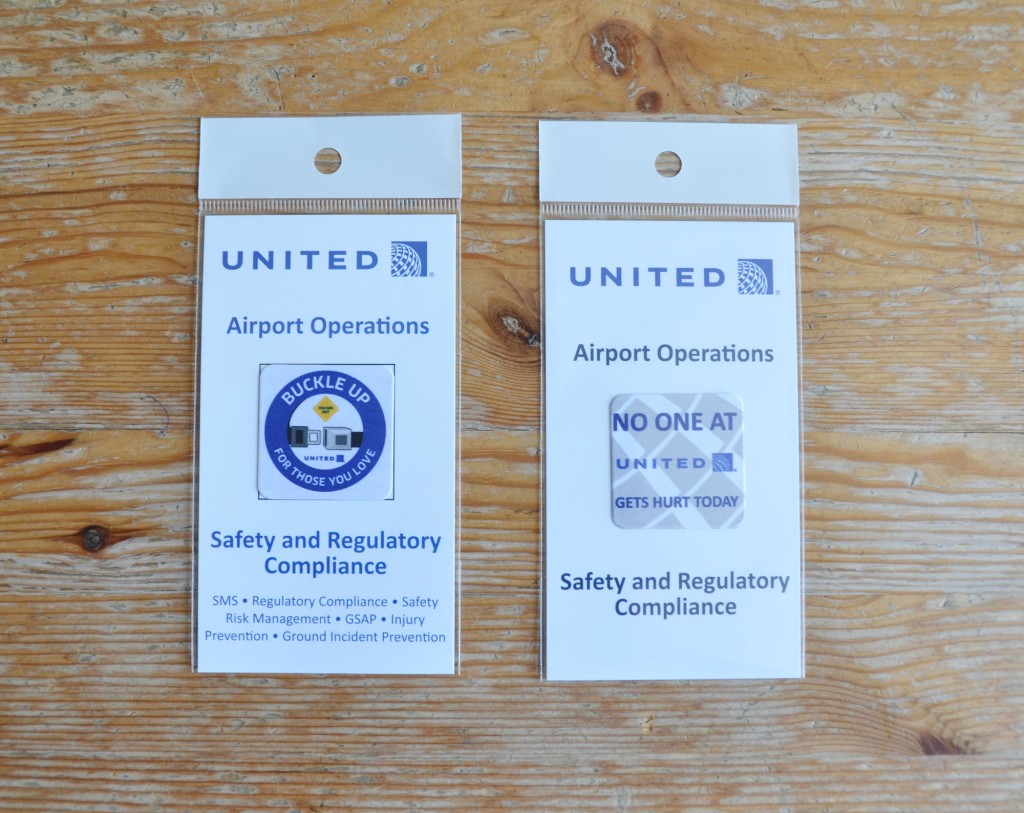 UNITED
Airport Operations
BUCKLE UP
UNITED
FOR THOSE YOU LOVE
Safety and Regulatory
Compliance
SMS • Regulatory Compliance • Safety
Risk Management • GSAP • Injury
Prevention • Ground Incident Prevention
UNITED
Airport Operations
NO ONE AT
UNITED
GETS HURT TODAY
Safety and Regulatory
Compliance